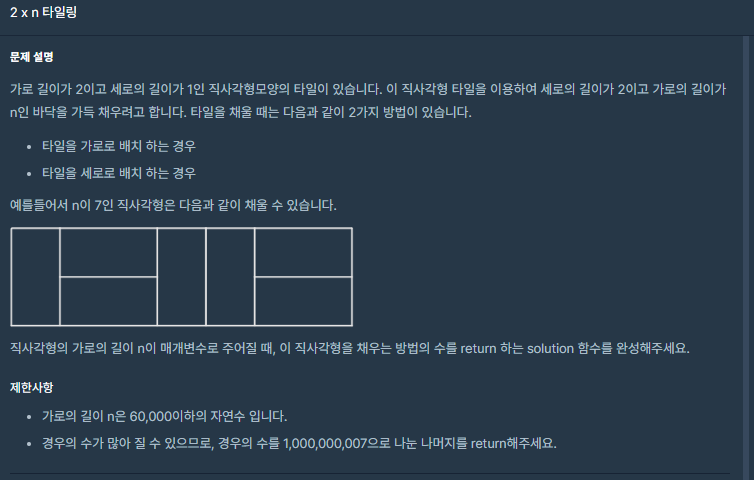 2 x n 타일링
문제 설명
가로 길이가 2이고 세로의 길이가 1인 직사각형모양의 타일이 있습니다. 이 직사각형 타일을 이용하여 세로의 길이가 2이고 가로의 길이가
n인 바닥을 가득 채우려고 합니다. 타일을 채울 때는 다음과 같이 2가지 방법이 있습니다.
• 타일을 가로로 배치 하는 경우
• 타일을 세로로 배치 하는 경우
예를들어서 n이 7인 직사각형은 다음과 같이 채울 수 있습니다.
직사각형의 가로의 길이 n이 매개변수로 주어질 때, 이 직사각형을 채우는 방법의 수를 return 하는 solution 함수를 완성해주세요.
제한사항
• 가로의 길이 n은 60,000이하의 자연수 입니다.
• 경우의 수가 많아 질 수 있으므로, 경우의 수를 1,000,000,007으로 나눈 나머지를 return해주세요.